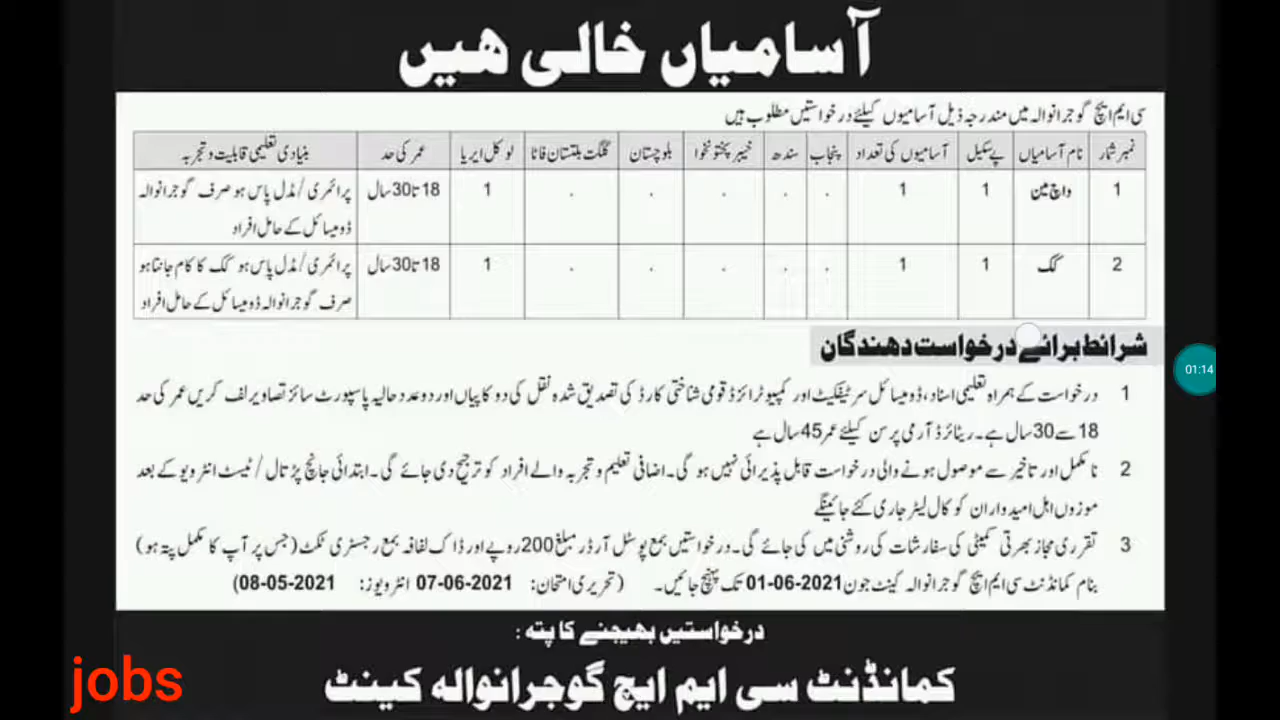 آسامیاں خالی ھیں
سی ایم ایچ گوجرانوالہ میں مندرجہ ذیل آسامیوں کیلئے درخواستیں مطلوب ہیں
نمبر شمار نام آسامیاں پے سکیل آسامیوں کی تعداد پنجاب سندھ خیبر پختونخوا بلوچستان گلگت بلتستان فاٹا لوکل ایریا عمر کی حد بنیادی تعلیمی قابلیت و تجربہ
1 واچ مین 1 1 . . . . . 1 18 تا 30 سال پرائمری / مڈل پاس ہو صرف گوجرانوالہ
ڈومیسائل کے حامل افراد
2 کک 1 1 . . . . . 1 18 تا 30 سال پرائمری / مڈل پاس ہو کک کا کام جانتا ہو
صرف گوجرانوالہ ڈومیسائل کے حامل افراد
شرائط برائے درخواست دھندگان
1 درخواست کے ہمراہ تعلیمی اسناد، ڈومیسائل سرٹیفکیٹ اور کمپیوٹرائزڈ قومی شناختی کارڈ کی تصدیق شدہ نقل کی دو کاپیاں اور دو عدد حالیہ پاسپورٹ سائز تصاویر لف کریں عمر کی حد
18 سے 30 سال ہے۔ ریٹائرڈ آرمی پرسن کیلئے عمر 45 سال ہے
2 نامکمل اور تاخیر سے موصول ہونے والی درخواست قابل پذیرائی نہیں ہو گی۔ اضافی تعلیم و تجربہ والے افراد کو ترجیح دی جائے گی۔ ابتدائی جانچ پڑتال / ٹیسٹ انٹرویو کے بعد
موزوں اہل امیدواران کو کال لیٹر جاری کئے جائینگے
3 تقرری مجاز بھرتی کمیٹی کی سفارشات کی روشنی میں کی جائے گی۔ درخواستیں بمع پوسٹل آرڈر مبلغ 200 روپے اور ڈاک لفافہ بمع رجسٹری ٹکٹ (جس پر آپ کا مکمل پتہ ہو)
بنام کمانڈنٹ سی ایم ایچ گوجرانوالہ کینٹ جون 2021-06-01 تک پہنچ جائیں۔ (تحریری امتحان: 2021-06-07 انٹرویوز: 2021-05-08)
درخواستیں بھیجنے کا پتہ :
کمانڈنٹ سی ایم ایچ گوجرانوالہ کینٹ
jobs
01:14